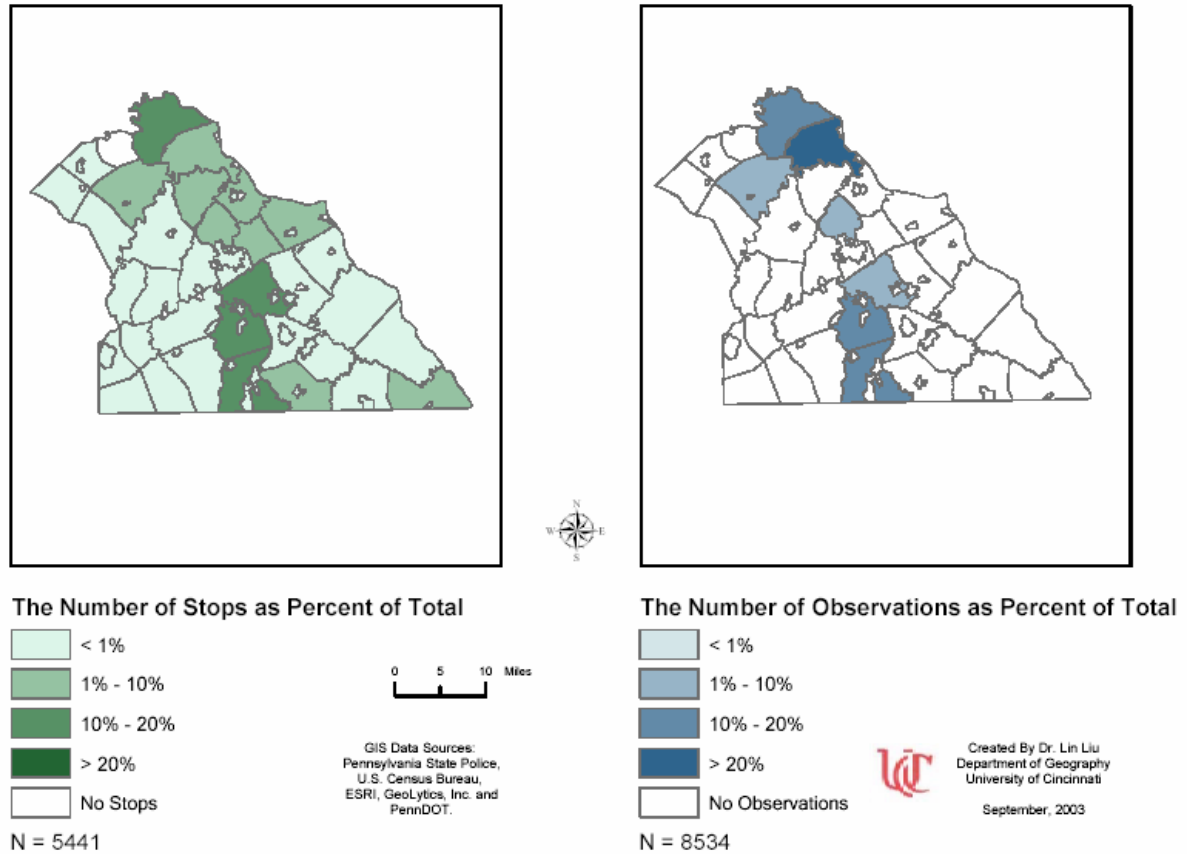 N
W E
S
The Number of Stops as Percent of Total
< 1%
1% - 10%
10% - 20%
> 20%
No Stops
N = 5441
0 5 10 Miles
GIS Data Sources:
Pennsylvania State Police,
U.S. Census Bureau,
ESRI, GeoLytics, Inc. and
PennDOT.
The Number of Observations as Percent of Total
< 1%
1% - 10%
10% - 20%
> 20%
No Observations
N = 8534
UC
Created By Dr. Lin Liu
Department of Geography
University of Cincinnati
September, 2003